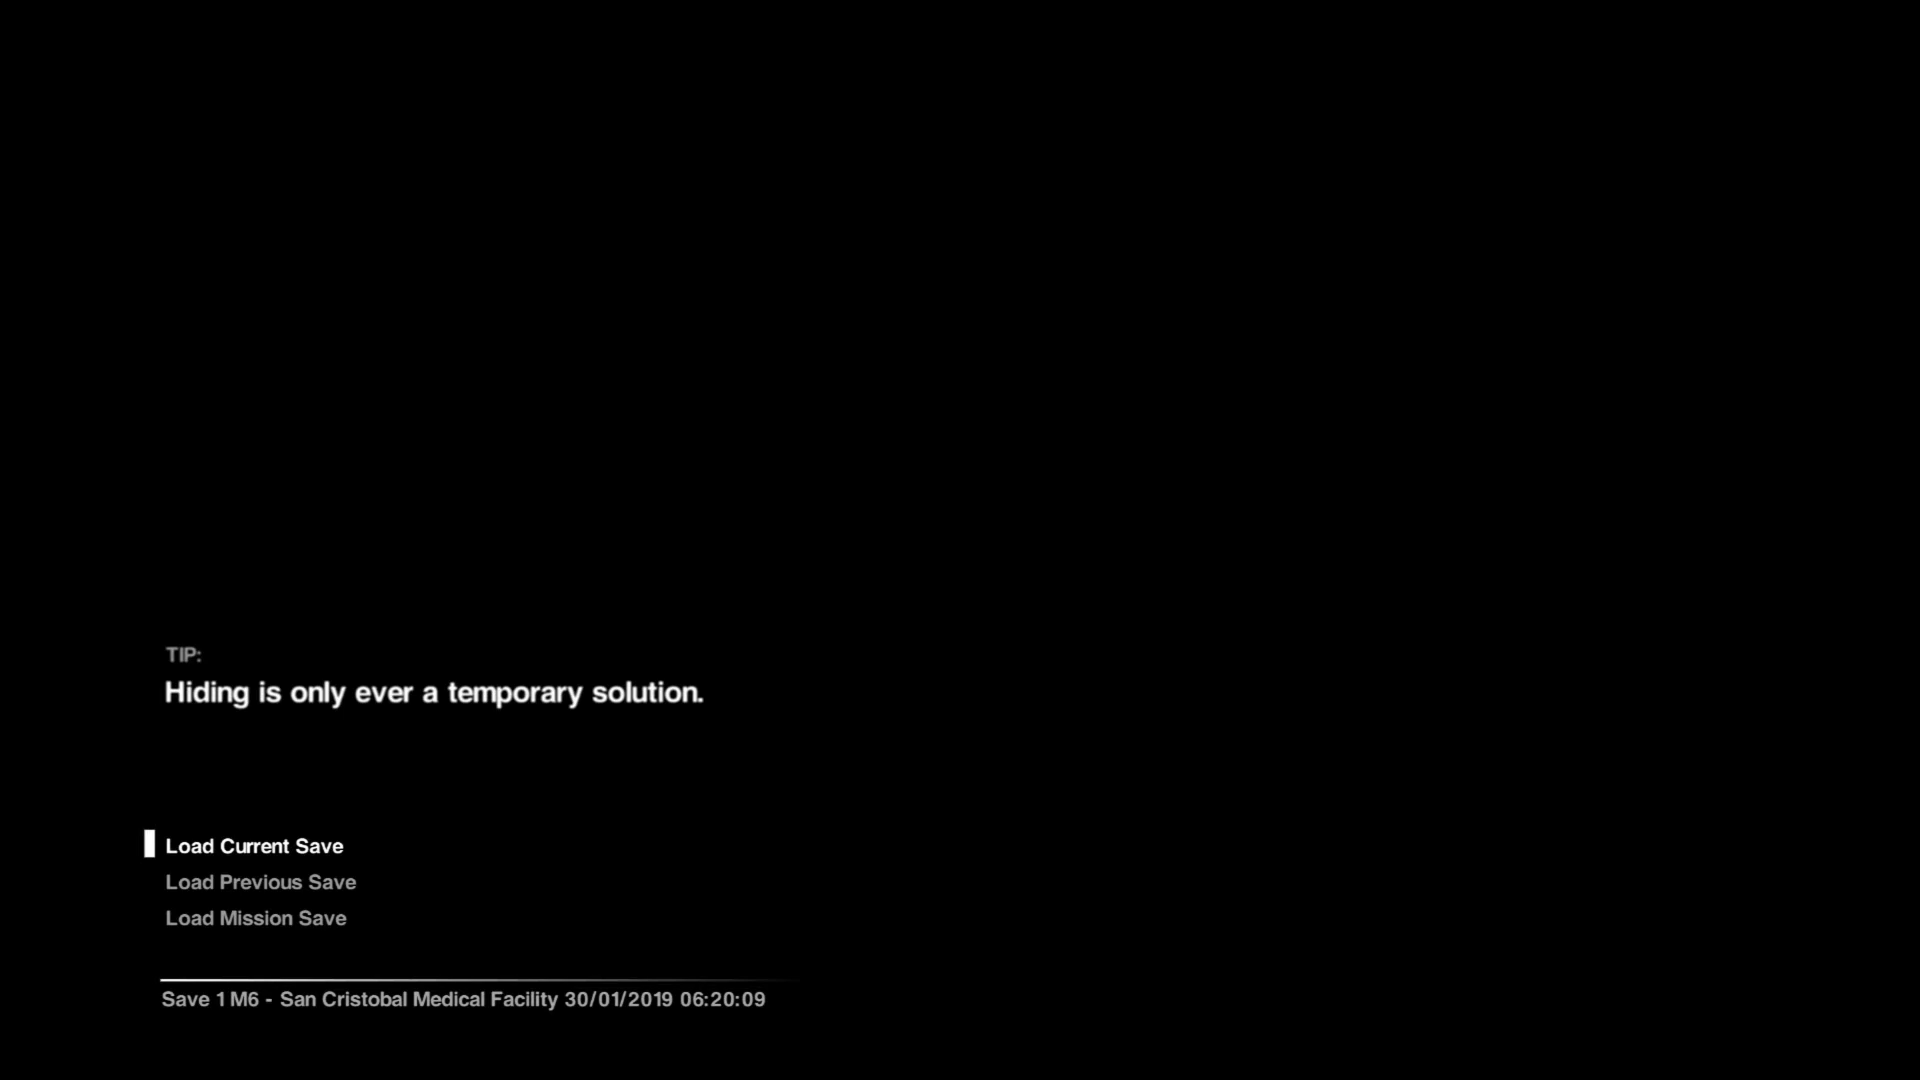 TIP:
Hiding is only ever a temporary solution.
Load Current Save
Load Previous Save
Load Mission Save
Save 1 M6 - San Cristobal Medical Facility 30/01/2019 06:20:09